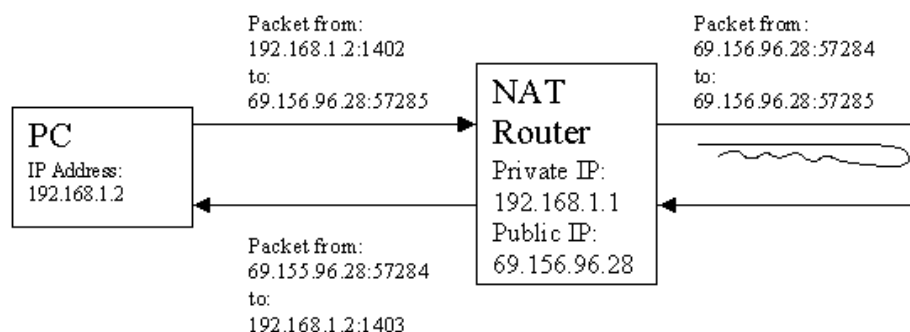 Packet from:
192.168.1.2:1402
to:
69.156.96.28:57285
Packet from:
69.156.96.28:57284
to:
69.156.96.28:57285
PC
IP Address:
192.168.1.2
NAT
Router
Private IP:
192.168.1.1
Public IP:
69.156.96.28
Packet from:
69.155.96.28:57284
to:
192.168.1.2:1403